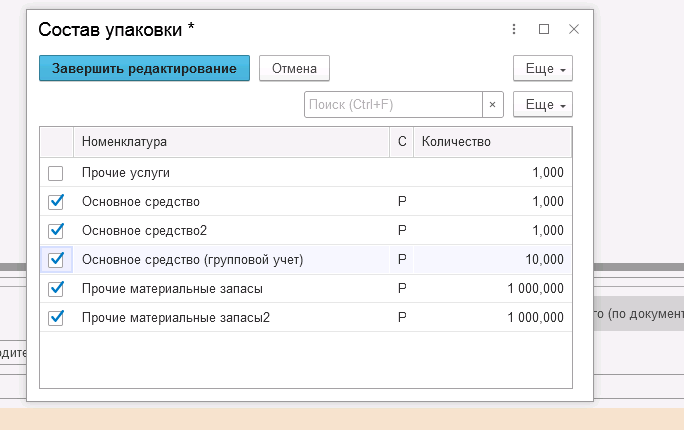 Состав упаковки *
Завершить редактирование Отмена Еще
Поиск (Ctrl+F) × Еще
Номенклатура С Количество
Прочие услуги 1,000
Основное средство Р 1,000
Основное средство2 Р 1,000
Основное средство (групповой учет) Р 10,000
Прочие материальные запасы Р 1 000,000
го (по документ
Прочие материальные запасы2 Р 1 000,000
одите